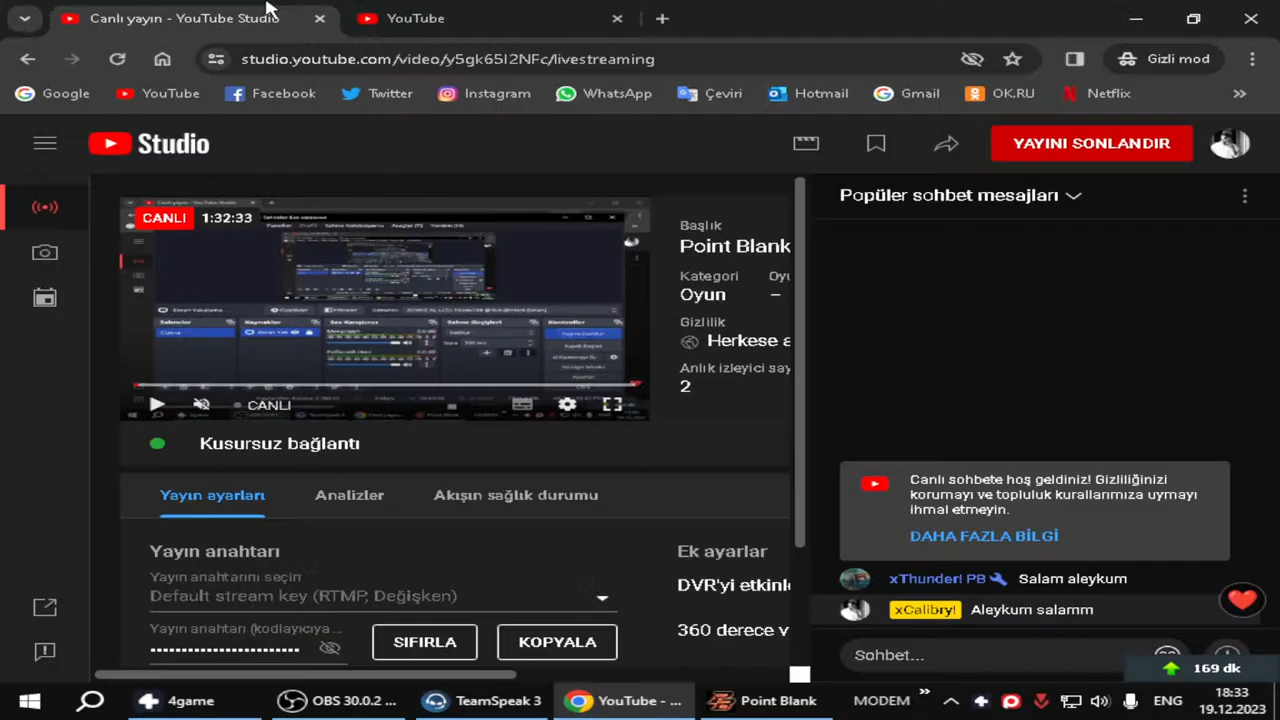 Canlı yayın - YouTube Studio
YouTube
studio.youtube.com/video/y5gk65I2NFc/livestreaming
Gizli mod
Google
YouTube
Facebook
Twitter
Instagram
WhatsApp
Çeviri
Hotmail
Gmail
OK.RU
Netflix
Studio
YAYINI SONLANDIR
CANLI
1:32:33
CANLI
Başlık
Point Blank
Kategori
Oyu
Oyun
–
Gizlilik
Herkese a
Anlık izleyici say
2
Kusursuz bağlantı
Yayın ayarları
Analizler
Akışın sağlık durumu
Yayın anahtarı
Yayın anahtarını seçin
Default stream key (RTMP, Değişken)
Yayın anahtarı (kodlayıcıya ...
SIFIRLA
KOPYALA
Ek ayarlar
DVR'yi etkinle
360 derece v
Popüler sohbet mesajları
Canlı sohbete hoş geldiniz! Gizliliğinizi
korumayı ve topluluk kurallarımıza uymayı
ihmal etmeyin.
DAHA FAZLA BİLGİ
xThunder! PB Salam aleykum
xCalibry! Aleykum salamm
Sohbet...
169 dk
4game
OBS 30.0.2 ...
TeamSpeak 3
YouTube - ...
Point Blank
MODEM
ENG
18:33
19.12.2023